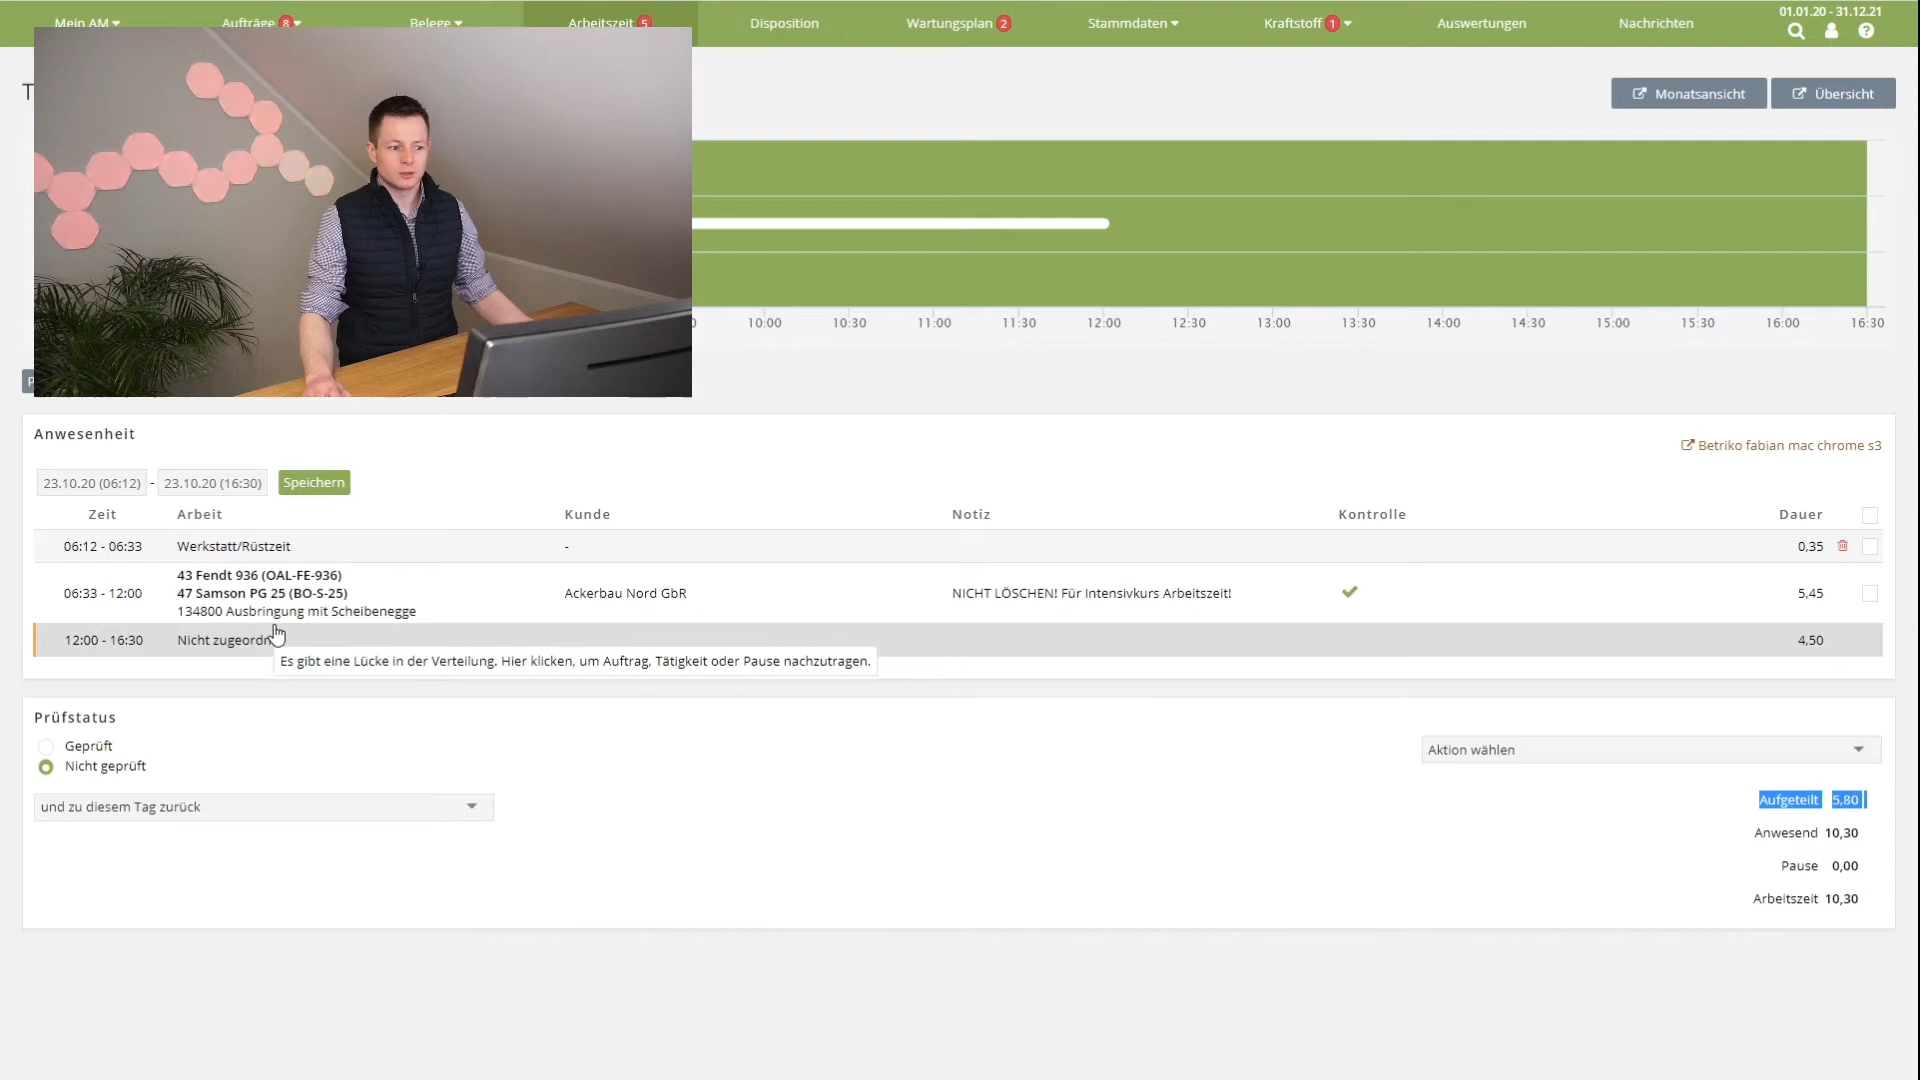 Mein AM
Aufträge 8
Belege
Arbeitszeit 5
Disposition
Wartungsplan 2
Stammdaten
Kraftstoff 1
Auswertungen
Nachrichten
01.01.20 - 31.12.21
T
Monatsansicht
Übersicht
10:00 10:30 11:00 11:30 12:00 12:30 13:00 13:30 14:00 14:30 15:00 15:30 16:00 16:30
Anwesenheit
Betriko fabian mac chrome s3
23.10.20 (06:12) - 23.10.20 (16:30) Speichern
Zeit Arbeit Kunde Notiz Kontrolle Dauer
06:12 - 06:33 Werkstatt/Rüstzeit - 0,35
43 Fendt 936 (OAL-FE-936)
47 Samson PG 25 (BO-S-25)
06:33 - 12:00 Ackerbau Nord GbR NICHT LÖSCHEN! Für Intensivkurs Arbeitszeit! 5,45
134800 Ausbringung mit Scheibenegge
12:00 - 16:30 Nicht zugeordn 4,50
Es gibt eine Lücke in der Verteilung. Hier klicken, um Auftrag, Tätigkeit oder Pause nachzutragen.
Prüfstatus
Geprüft
Nicht geprüft
Aktion wählen
und zu diesem Tag zurück
Aufgeteilt 5,80
Anwesend 10,30
Pause 0,00
Arbeitszeit 10,30